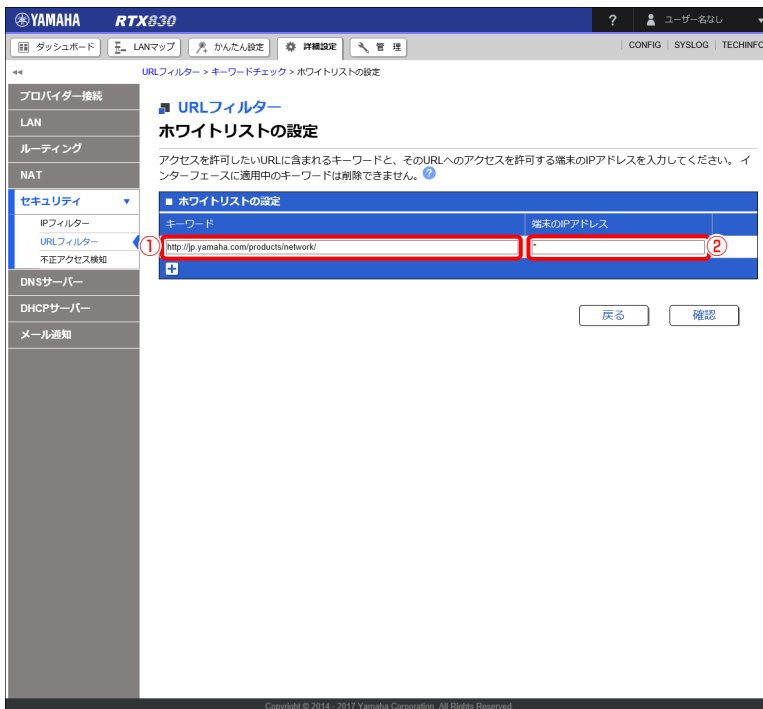 YAMAHA RTX830 ? ユーザー名なし
ダッシュボード LANマップ かんたん設定 詳細設定 管 理 CONFIG SYSLOG TECHINFO
URLフィルター > キーワードチェック > ホワイトリストの設定
プロバイダー接続
LAN
ルーティング
NAT
セキュリティ
IPフィルター
URLフィルター
不正アクセス検知
DNSサーバー
DHCPサーバー
メール通知
URLフィルター
ホワイトリストの設定
アクセスを許可したいURLに含まれるキーワードと、そのURLへのアクセスを許可する端末のIPアドレスを入力してください。 イ
ンターフェースに適用中のキーワードは削除できません。 ?
ホワイトリストの設定
キーワード 端末のIPアドレス
① http://jp.yamaha.com/products/network/ * ②
+
戻る 確認
Copyright © 2014 - 2017 Yamaha Corporation. All Rights Reserved.